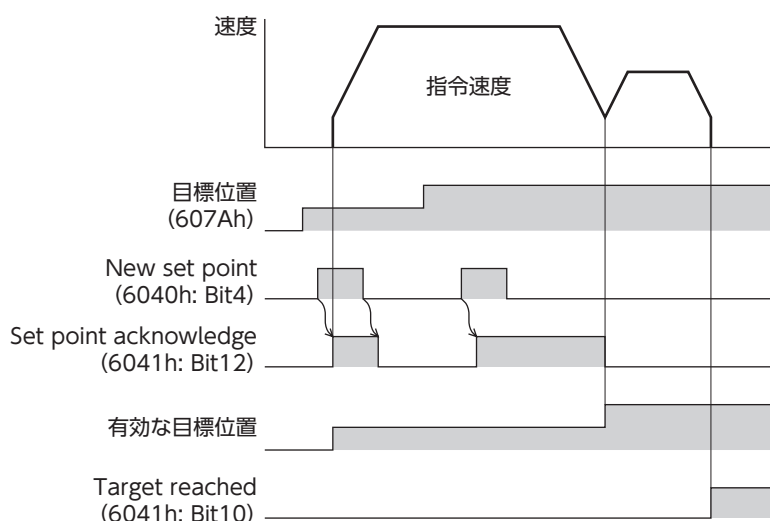 速度
指令速度
目標位置
(607Ah)
New set point
(6040h: Bit4)
Set point acknowledge
(6041h: Bit12)
有効な目標位置
Target reached
(6041h: Bit10)